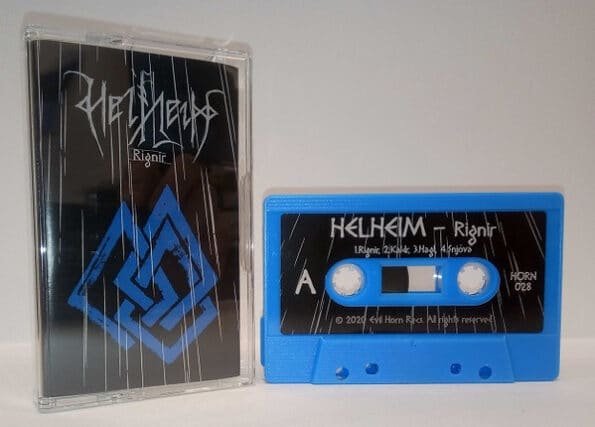 Helheim
Rignir
HELHEIM – Rignir
1.Rignir, 2.Kaldr, 3.Hagl, 4.Snjóva
A
HORN
028
© 2020 Evil Horn Recs. All rights reserved